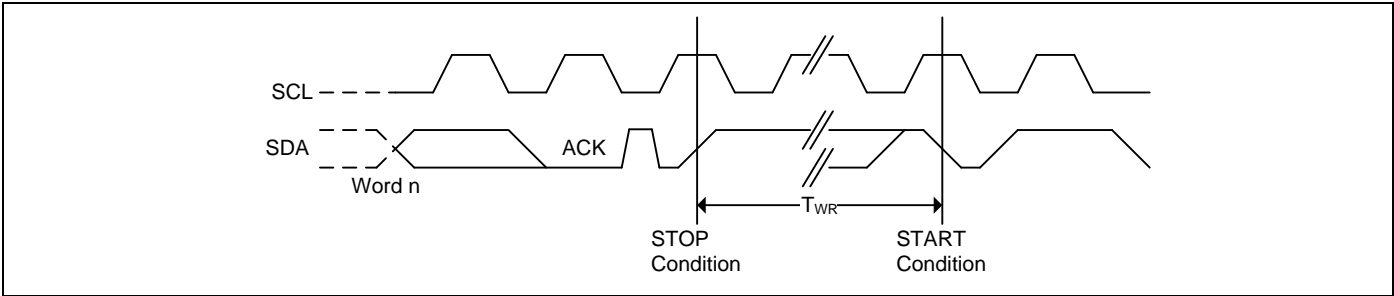 SCL
SDA
ACK
Word n
TWR
STOP
Condition
START
Condition